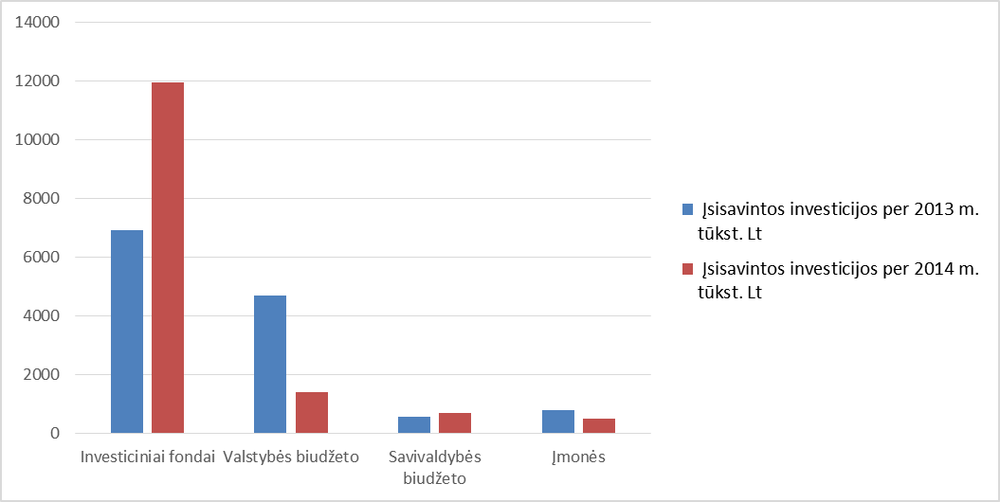 14000
12000
10000
8000
6000
4000
2000
0
Investiciniai fondai
Valstybės biudžeto
Savivaldybės
biudžeto
Įmonės
Įsisavintos investicijos per 2013 m.
tūkst. Lt
Įsisavintos investicijos per 2014 m.
tūkst. Lt